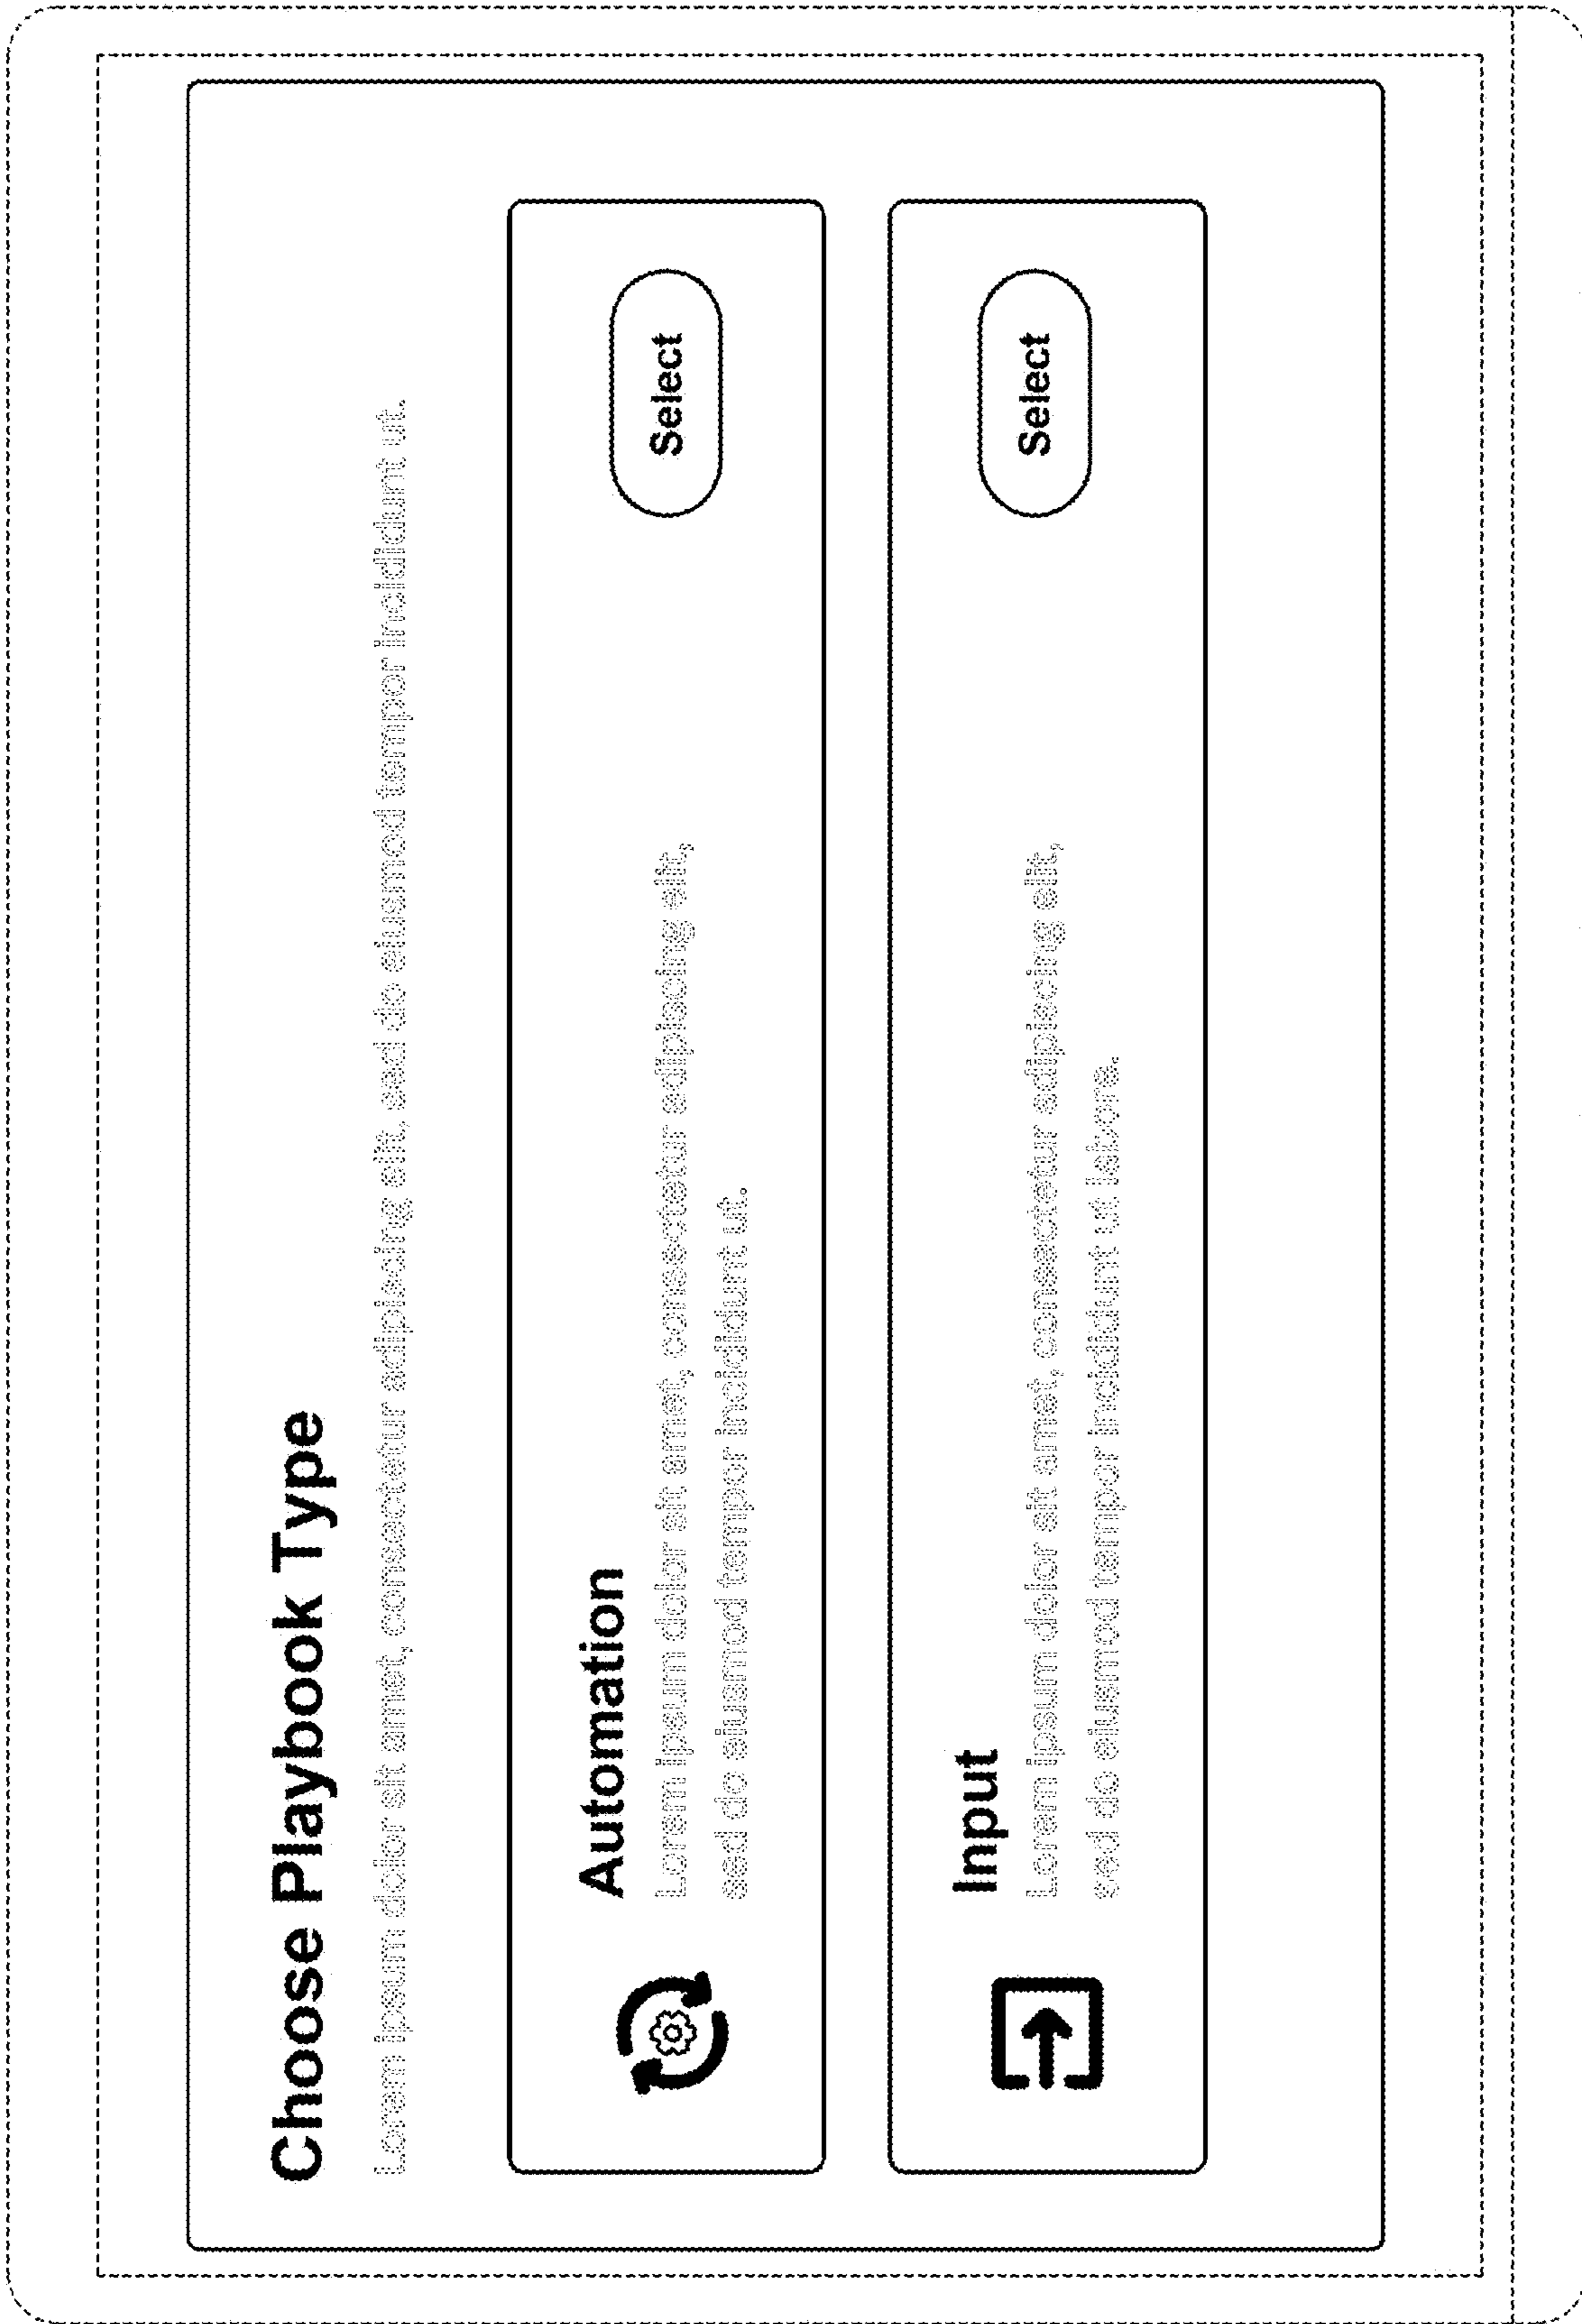 Choose Playbook Type
Lorem ipsum dolor sit amet, consectetur adipiscing elit, sed do eiusmod tempor incididunt ut.
Automation
Lorem ipsum dolor sit amet, consectetur adipiscing elit,
sed do eiusmod tempor incididunt ut.
Select
Input
Lorem ipsum dolor sit amet, consectetur adipiscing elit,
sed do eiusmod tempor incididunt ut labore.
Select